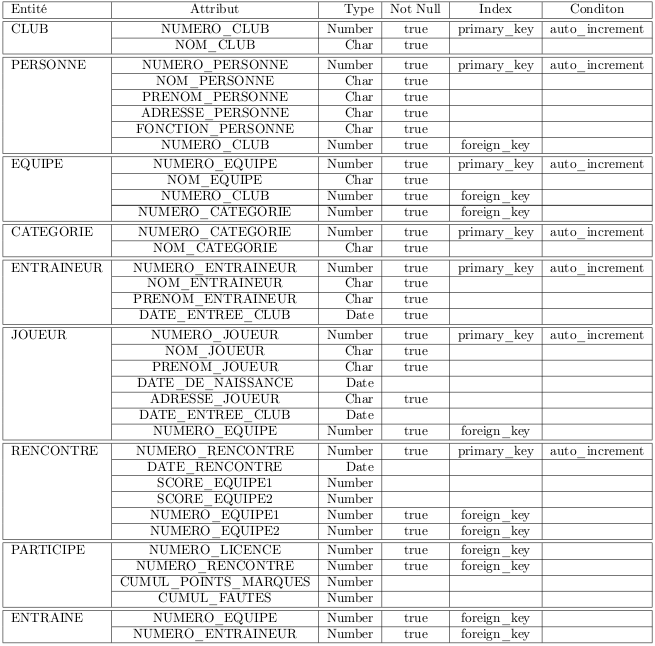 Entité Attribut Type Not Null Index Conditon
CLUB NUMERO_CLUB Number true primary_key auto_increment
NOM_CLUB Char true
PERSONNE NUMERO_PERSONNE Number true primary_key auto_increment
NOM_PERSONNE Char true
PRENOM_PERSONNE Char true
ADRESSE_PERSONNE Char true
FONCTION_PERSONNE Char true
NUMERO_CLUB Number true foreign_key
EQUIPE NUMERO_EQUIPE Number true primary_key auto_increment
NOM_EQUIPE Char true
NUMERO_CLUB Number true foreign_key
NUMERO_CATEGORIE Number true foreign_key
CATEGORIE NUMERO_CATEGORIE Number true primary_key auto_increment
NOM_CATEGORIE Char true
ENTRAINEUR NUMERO_ENTRAINEUR Number true primary_key auto_increment
NOM_ENTRAINEUR Char true
PRENOM_ENTRAINEUR Char true
DATE_ENTREE_CLUB Date true
JOUEUR NUMERO_JOUEUR Number true primary_key auto_increment
NOM_JOUEUR Char true
PRENOM_JOUEUR Char true
DATE_DE_NAISSANCE Date
ADRESSE_JOUEUR Char true
DATE_ENTREE_CLUB Date
NUMERO_EQUIPE Number true foreign_key
RENCONTRE NUMERO_RENCONTRE Number true primary_key auto_increment
DATE_RENCONTRE Date
SCORE_EQUIPE1 Number
SCORE_EQUIPE2 Number
NUMERO_EQUIPE1 Number true foreign_key
NUMERO_EQUIPE2 Number true foreign_key
PARTICIPE NUMERO_LICENCE Number true foreign_key
NUMERO_RENCONTRE Number true foreign_key
CUMUL_POINTS_MARQUES Number
CUMUL_FAUTES Number
ENTRAINE NUMERO_EQUIPE Number true foreign_key
NUMERO_ENTRAINEUR Number true foreign_key